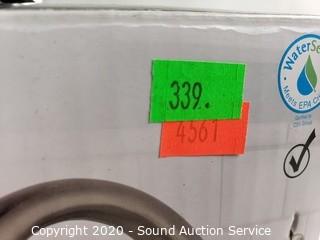 WaterSe
339.
4561
Meets EPA C
Copyright 2020 - Sound Auction Service